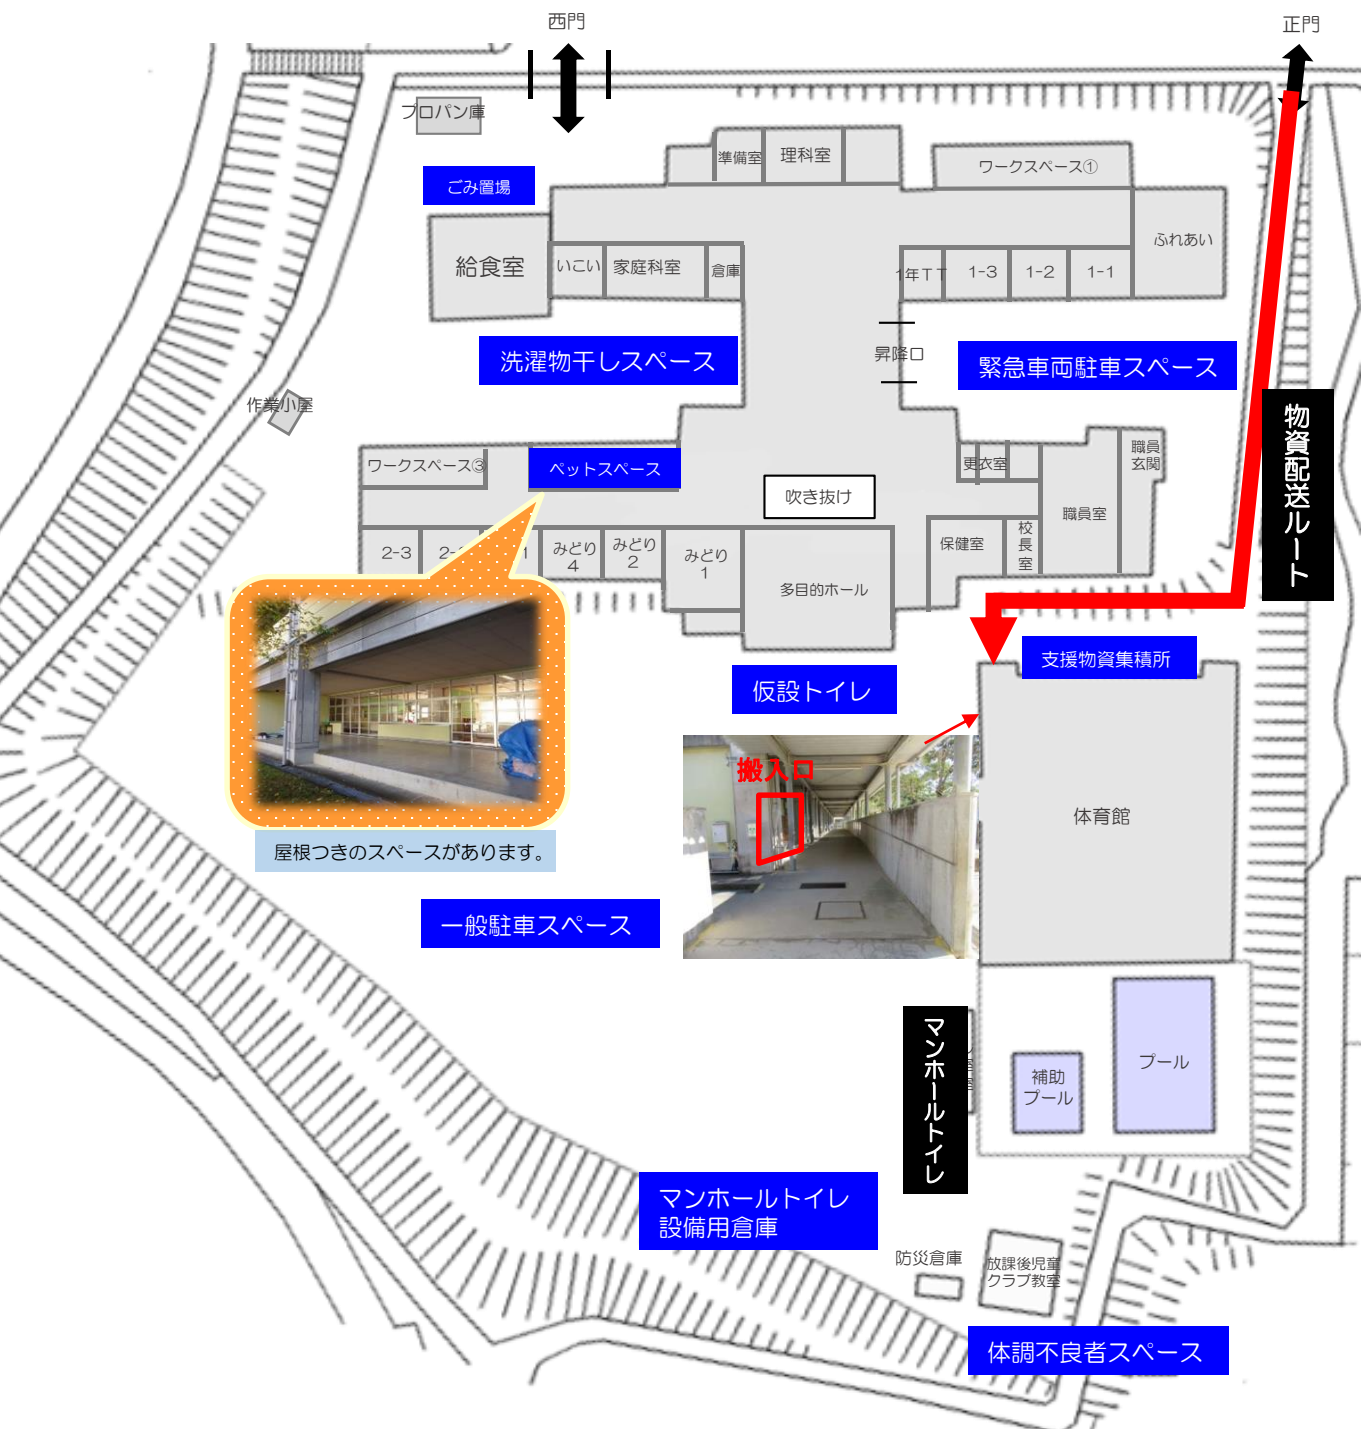 西門
正門
プロパン庫
準備室
理科室
ワークスペース①
ごみ置場
給食室
いこい
家庭科室
倉庫
1年TT
1-3
1-2
1-1
ふれあい
洗濯物干しスペース
昇降口
緊急車両駐車スペース
作業小屋
物資配送ルート
ワークスペース③
ペットスペース
吹き抜け
更衣室
職員
玄関
職員室
保健室
校長室
2-3
みどり
4
みどり
2
みどり
1
多目的ホール
支援物資集積所
仮設トイレ
搬入口
体育館
屋根つきのスペースがあります。
一般駐車スペース
マンホールトイレ
補助
プール
プール
マンホールトイレ
設備用倉庫
防災倉庫
放課後児童
クラブ教室
体調不良者スペース